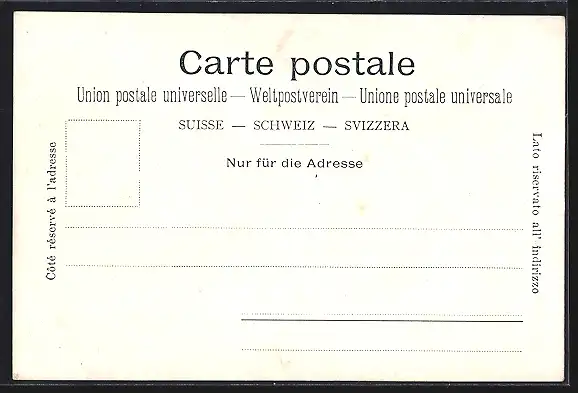 Carte postale
Union postale universelle — Weltpostverein — Unione postale universale
SUISSE — SCHWEIZ — SVIZZERA
Nur für die Adresse
Côté réservé à l'adresse
Lato riservato all' indirizzo